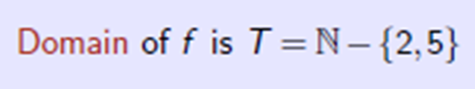 Domain of f is T = ℕ − {2,5}